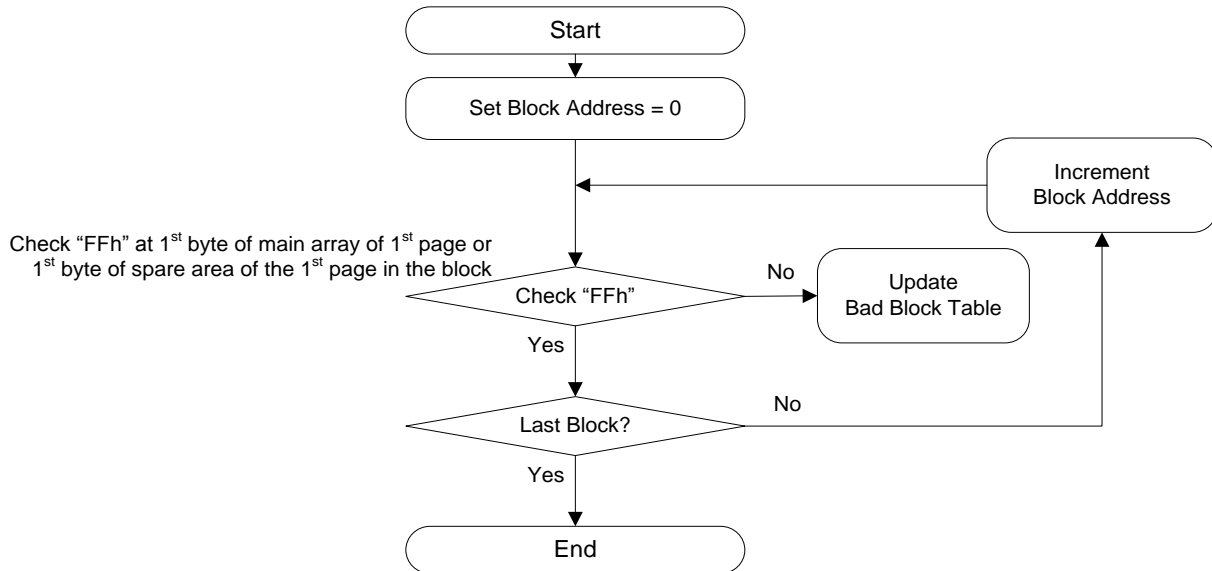 Start
Set Block Address = 0
Increment
Block Address
Check “FFh” at 1st byte of main array of 1st page or
1st byte of spare area of the 1st page in the block
Check “FFh”
No
Update
Bad Block Table
Yes
Last Block?
No
Yes
End